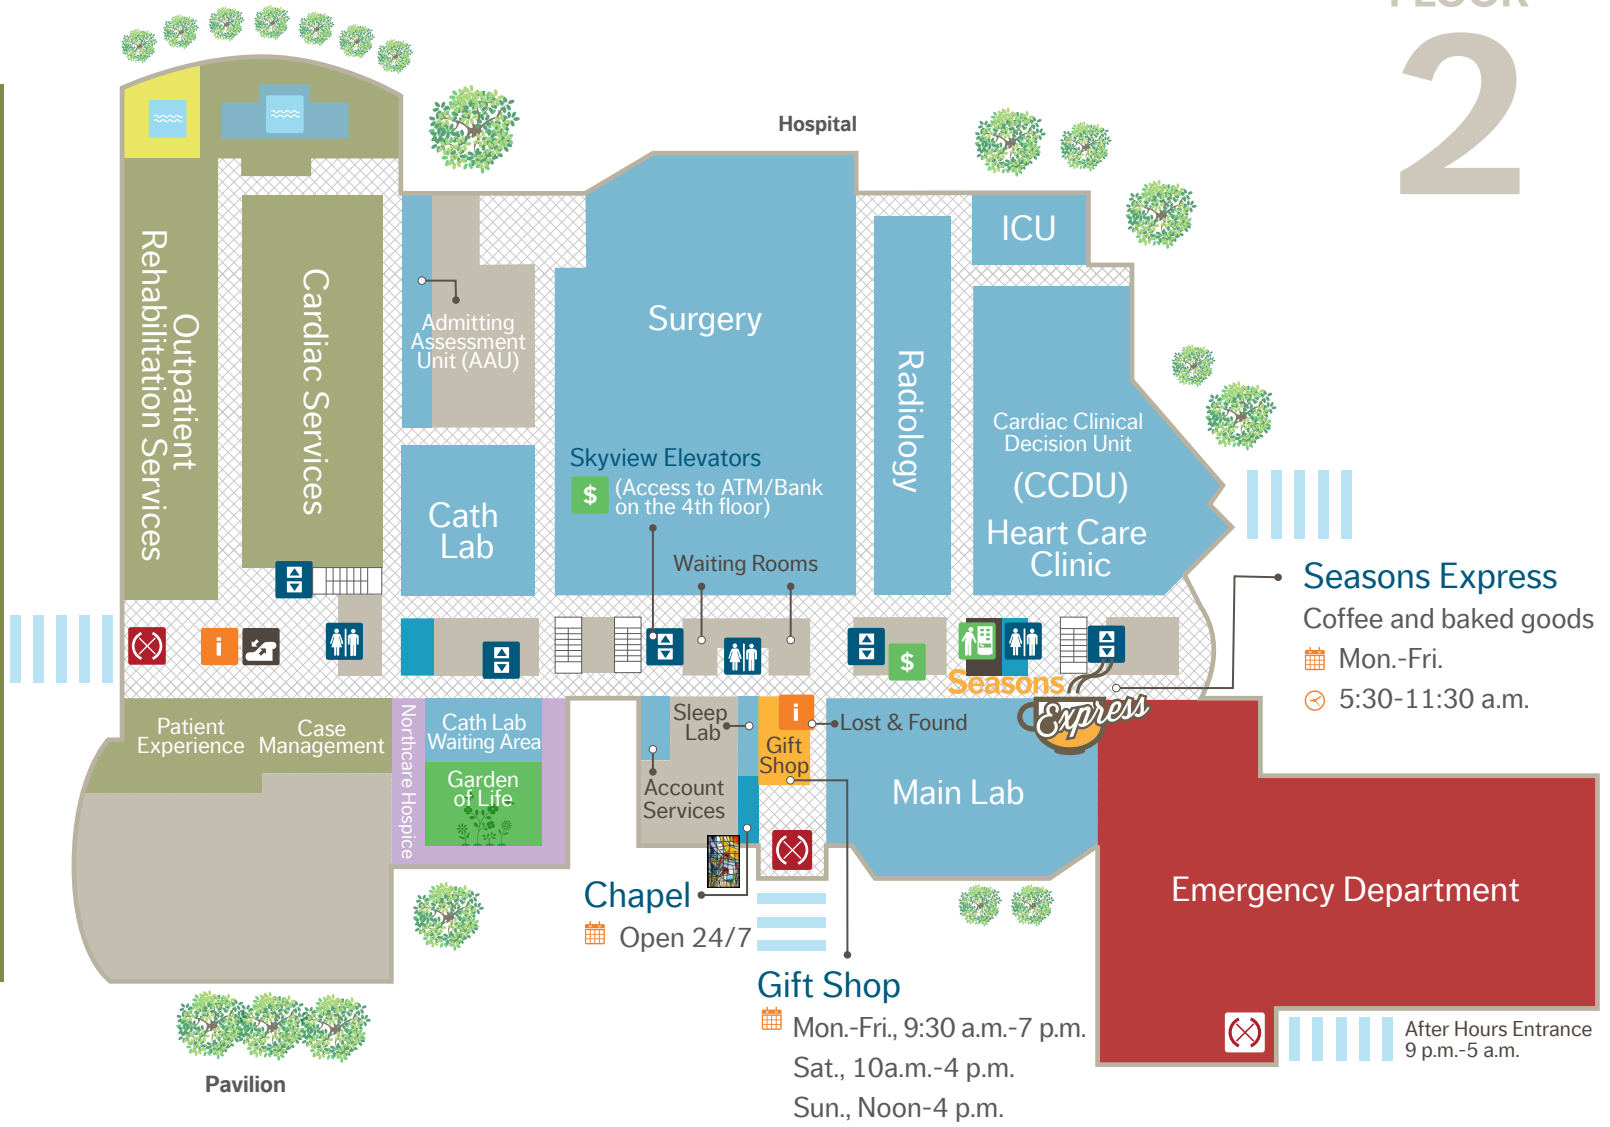 FLOOR
2
Hospital
ICU
Outpatient
Rehabilitation Services
Cardiac Services
Admitting
Assessment
Unit (AAU)
Surgery
Radiology
Cardiac Clinical
Decision Unit
(CCDU)
Heart Care
Clinic
Cath
Lab
Skyview Elevators
$ (Access to ATM/Bank
on the 4th floor)
Waiting Rooms
Seasons Express
Coffee and baked goods
Mon.-Fri.
5:30-11:30 a.m.
i
$
Seasons
Express
Patient
Experience
Case
Management
Northcare Hospice
Cath Lab
Waiting Area
Garden
of Life
Sleep
Lab
i
Lost & Found
Gift
Shop
Account
Services
Main Lab
Emergency Department
Chapel
Open 24/7
Gift Shop
Mon.-Fri., 9:30 a.m.-7 p.m.
Sat., 10a.m.-4 p.m.
Sun., Noon-4 p.m.
After Hours Entrance
9 p.m.-5 a.m.
Pavilion